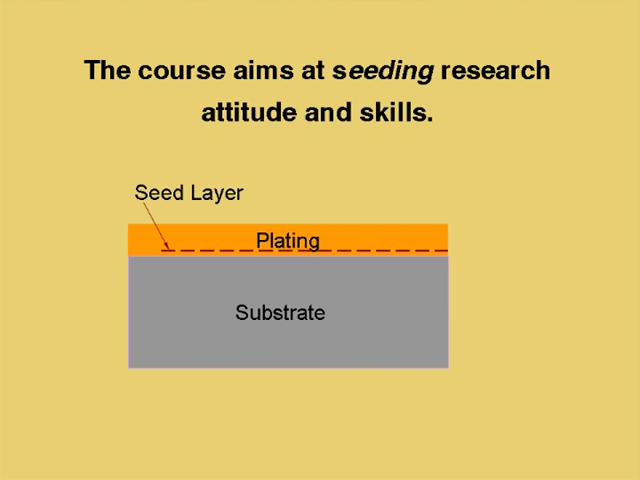 The course aims at seeding research
attitude and skills.
Seed Layer
Plating
Substrate